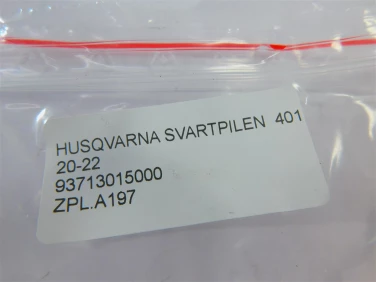 HUSQVARNA SVARTPILEN 401
20-22
93713015000
ZPL.A197